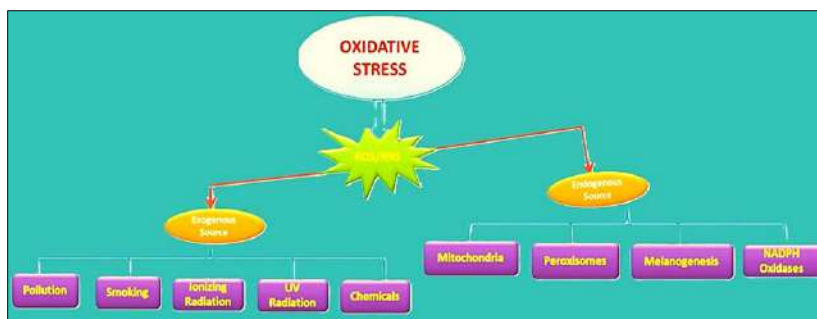 OXIDATIVE
STRESS
ROS/RNS
Exogenous
Source
Endogenous
Source
Pollution
Smoking
Ionizing
Radiation
UV
Radiation
Chemicals
Mitochondria
Peroxisomes
Melanogenesis
NADPH
Oxidases